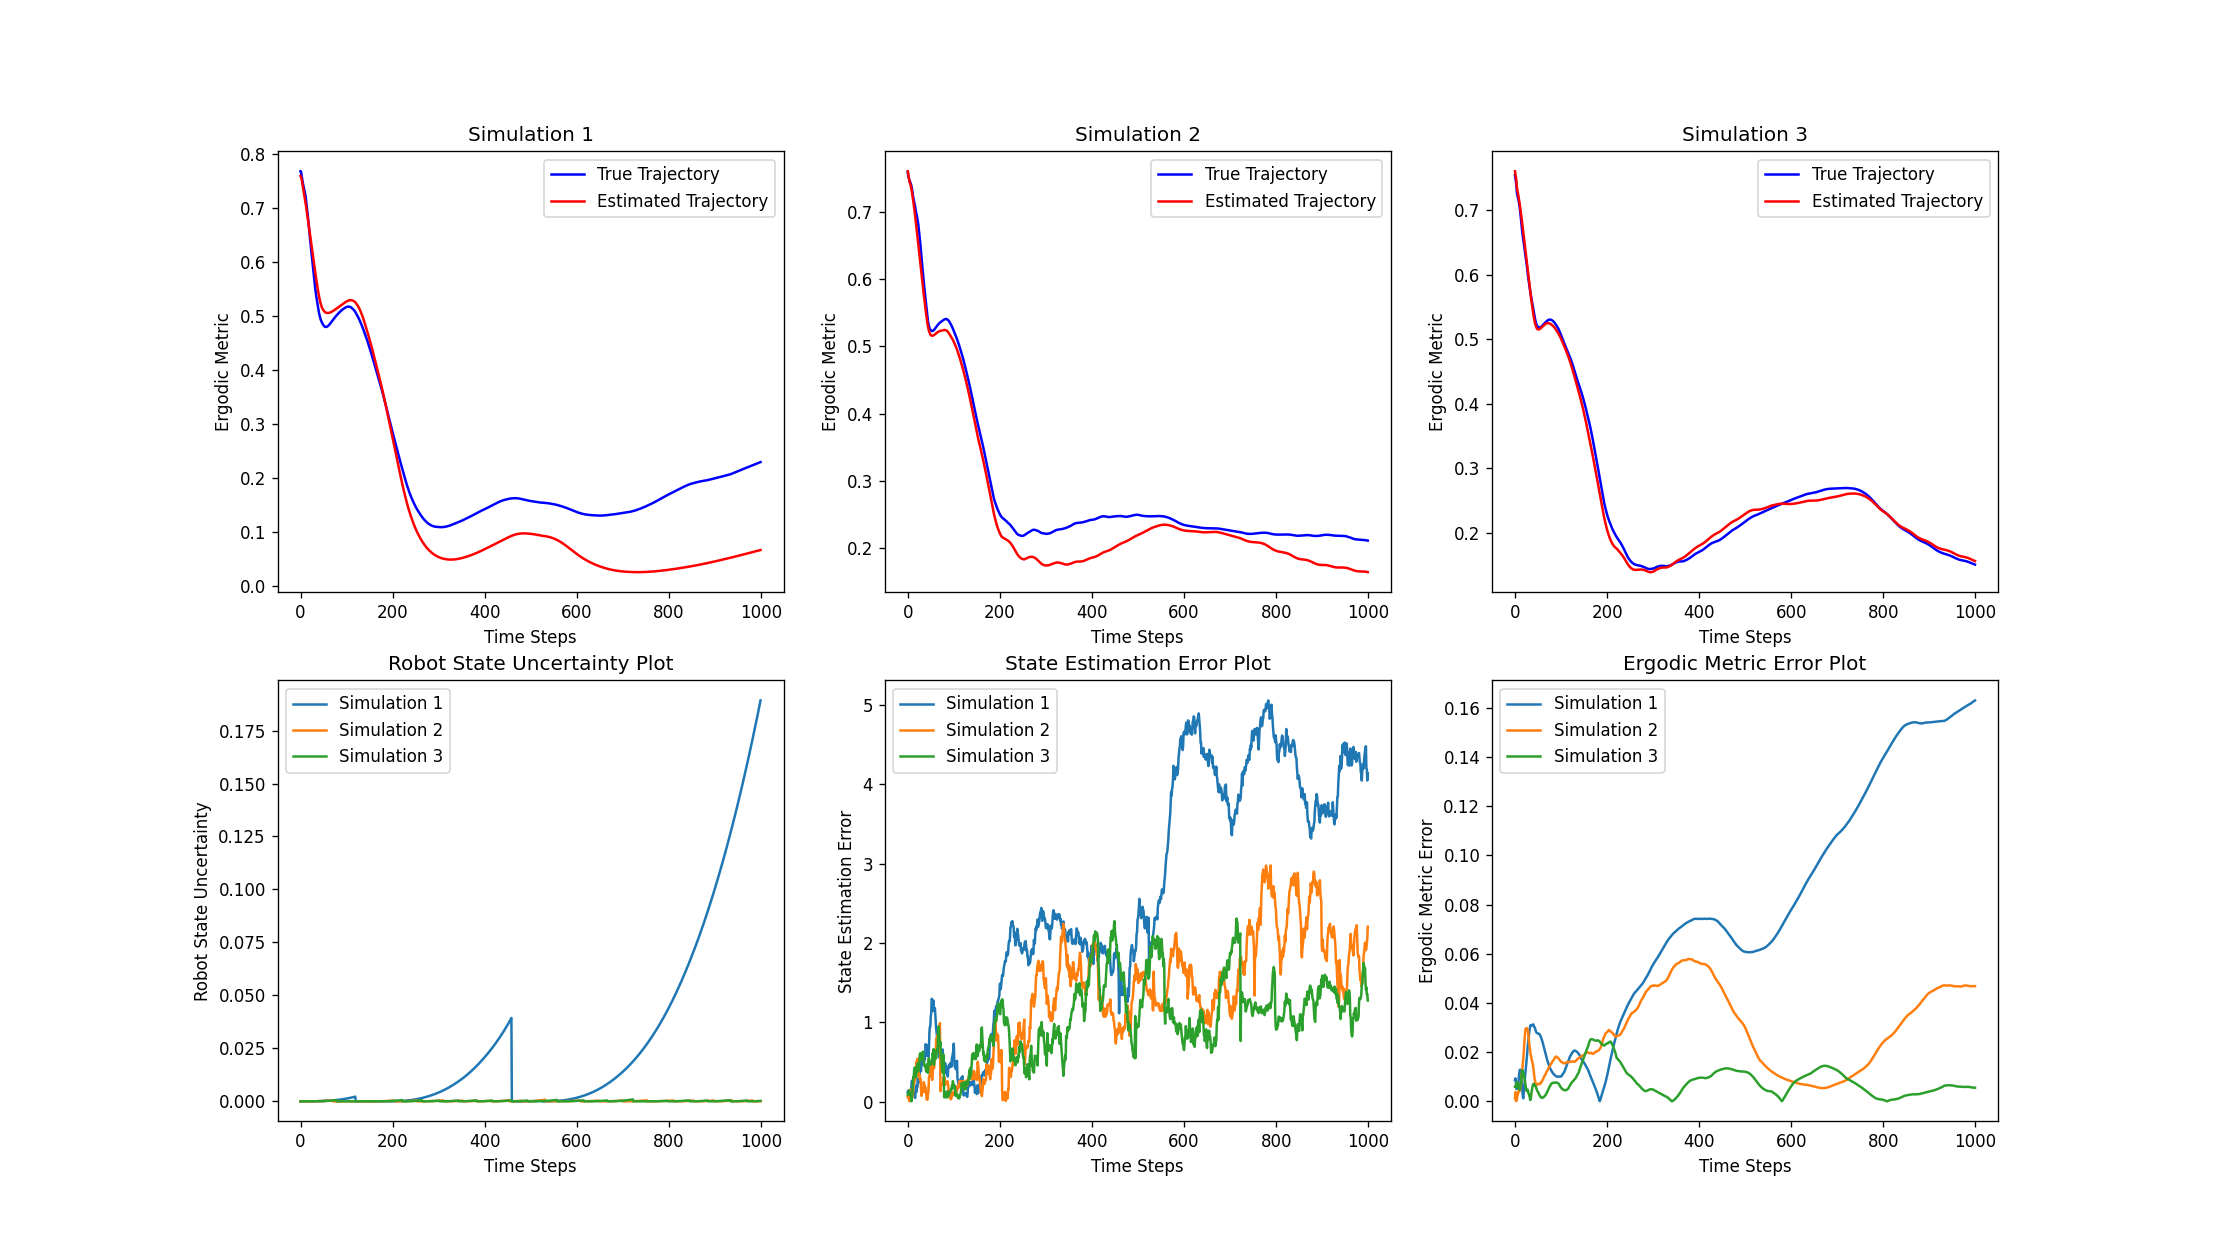 Simulation 1
Ergodic Metric
0.8
0.7
0.6
0.5
0.4
0.3
0.2
0.1
0.0
True Trajectory
Estimated Trajectory
0 200 400 600 800 1000
Time Steps
Simulation 2
Ergodic Metric
0.7
0.6
0.5
0.4
0.3
0.2
True Trajectory
Estimated Trajectory
0 200 400 600 800 1000
Time Steps
Simulation 3
Ergodic Metric
0.7
0.6
0.5
0.4
0.3
0.2
True Trajectory
Estimated Trajectory
0 200 400 600 800 1000
Time Steps
Robot State Uncertainty Plot
Robot State Uncertainty
0.175
0.150
0.125
0.100
0.075
0.050
0.025
0.000
Simulation 1
Simulation 2
Simulation 3
0 200 400 600 800 1000
Time Steps
State Estimation Error Plot
State Estimation Error
5
4
3
2
1
0
Simulation 1
Simulation 2
Simulation 3
0 200 400 600 800 1000
Time Steps
Ergodic Metric Error Plot
Ergodic Metric Error
0.16
0.14
0.12
0.10
0.08
0.06
0.04
0.02
0.00
Simulation 1
Simulation 2
Simulation 3
0 200 400 600 800 1000
Time Steps